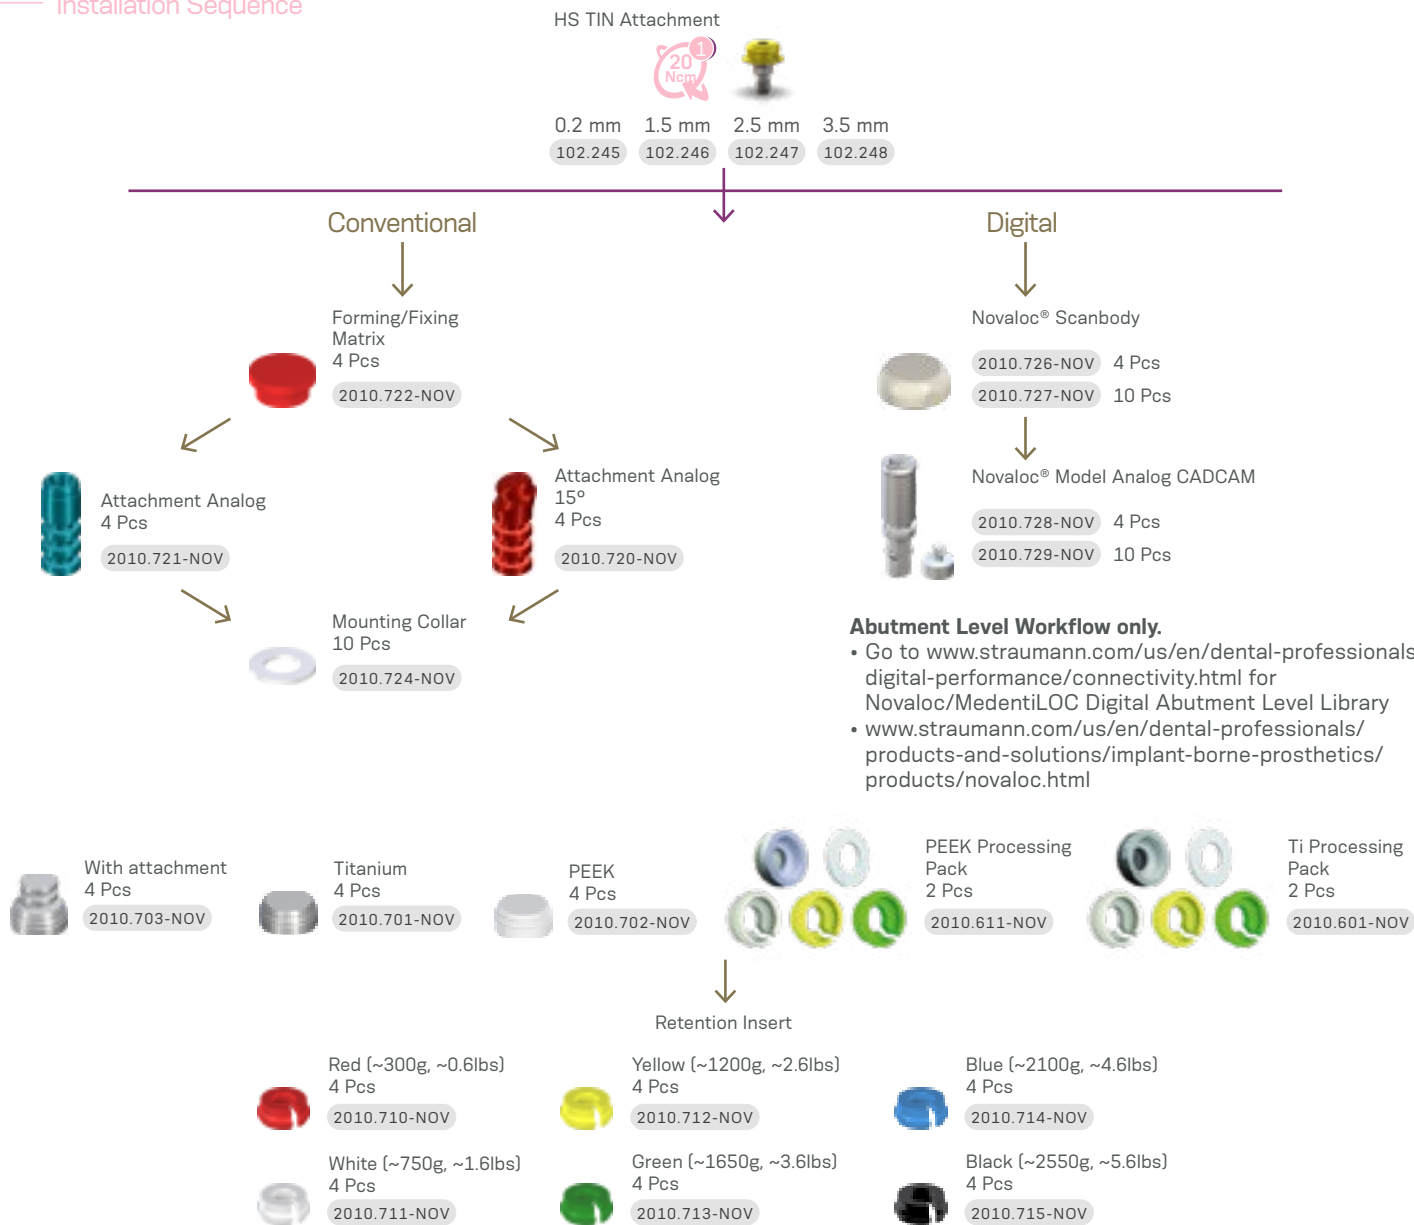 Installation Sequence
HS TIN Attachment
1
20
Ncm
0.2 mm 1.5 mm 2.5 mm 3.5 mm
102.245 102.246 102.247 102.248
Conventional
Digital
Forming/Fixing
Matrix
4 Pcs
2010.722-NOV
Novaloc® Scanbody
2010.726-NOV 4 Pcs
2010.727-NOV 10 Pcs
Attachment Analog
4 Pcs
2010.721-NOV
Attachment Analog
15°
4 Pcs
2010.720-NOV
Novaloc® Model Analog CADCAM
2010.728-NOV 4 Pcs
2010.729-NOV 10 Pcs
Mounting Collar
10 Pcs
2010.724-NOV
Abutment Level Workflow only.
• Go to www.straumann.com/us/en/dental-professionals
digital-performance/connectivity.html for
Novaloc/MedentiLOC Digital Abutment Level Library
• www.straumann.com/us/en/dental-professionals/
products-and-solutions/implant-borne-prosthetics/
products/novaloc.html
With attachment
4 Pcs
2010.703-NOV
Titanium
4 Pcs
2010.701-NOV
PEEK
4 Pcs
2010.702-NOV
PEEK Processing
Pack
2 Pcs
2010.611-NOV
Ti Processing
Pack
2 Pcs
2010.601-NOV
Retention Insert
Red (~300g, ~0.6lbs)
4 Pcs
2010.710-NOV
Yellow (~1200g, ~2.6lbs)
4 Pcs
2010.712-NOV
Blue (~2100g, ~4.6lbs)
4 Pcs
2010.714-NOV
White (~750g, ~1.6lbs)
4 Pcs
2010.711-NOV
Green (~1650g, ~3.6lbs)
4 Pcs
2010.713-NOV
Black (~2550g, ~5.6lbs)
4 Pcs
2010.715-NOV